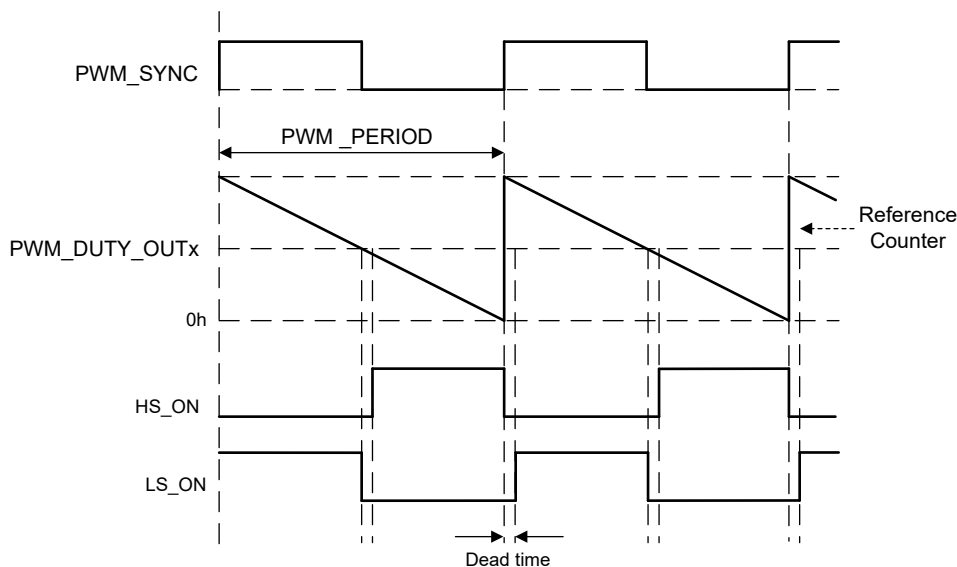 PWM_SYNC
PWM _PERIOD
PWM_DUTY_OUTx
Reference
Counter
0h
HS_ON
LS_ON
Dead time